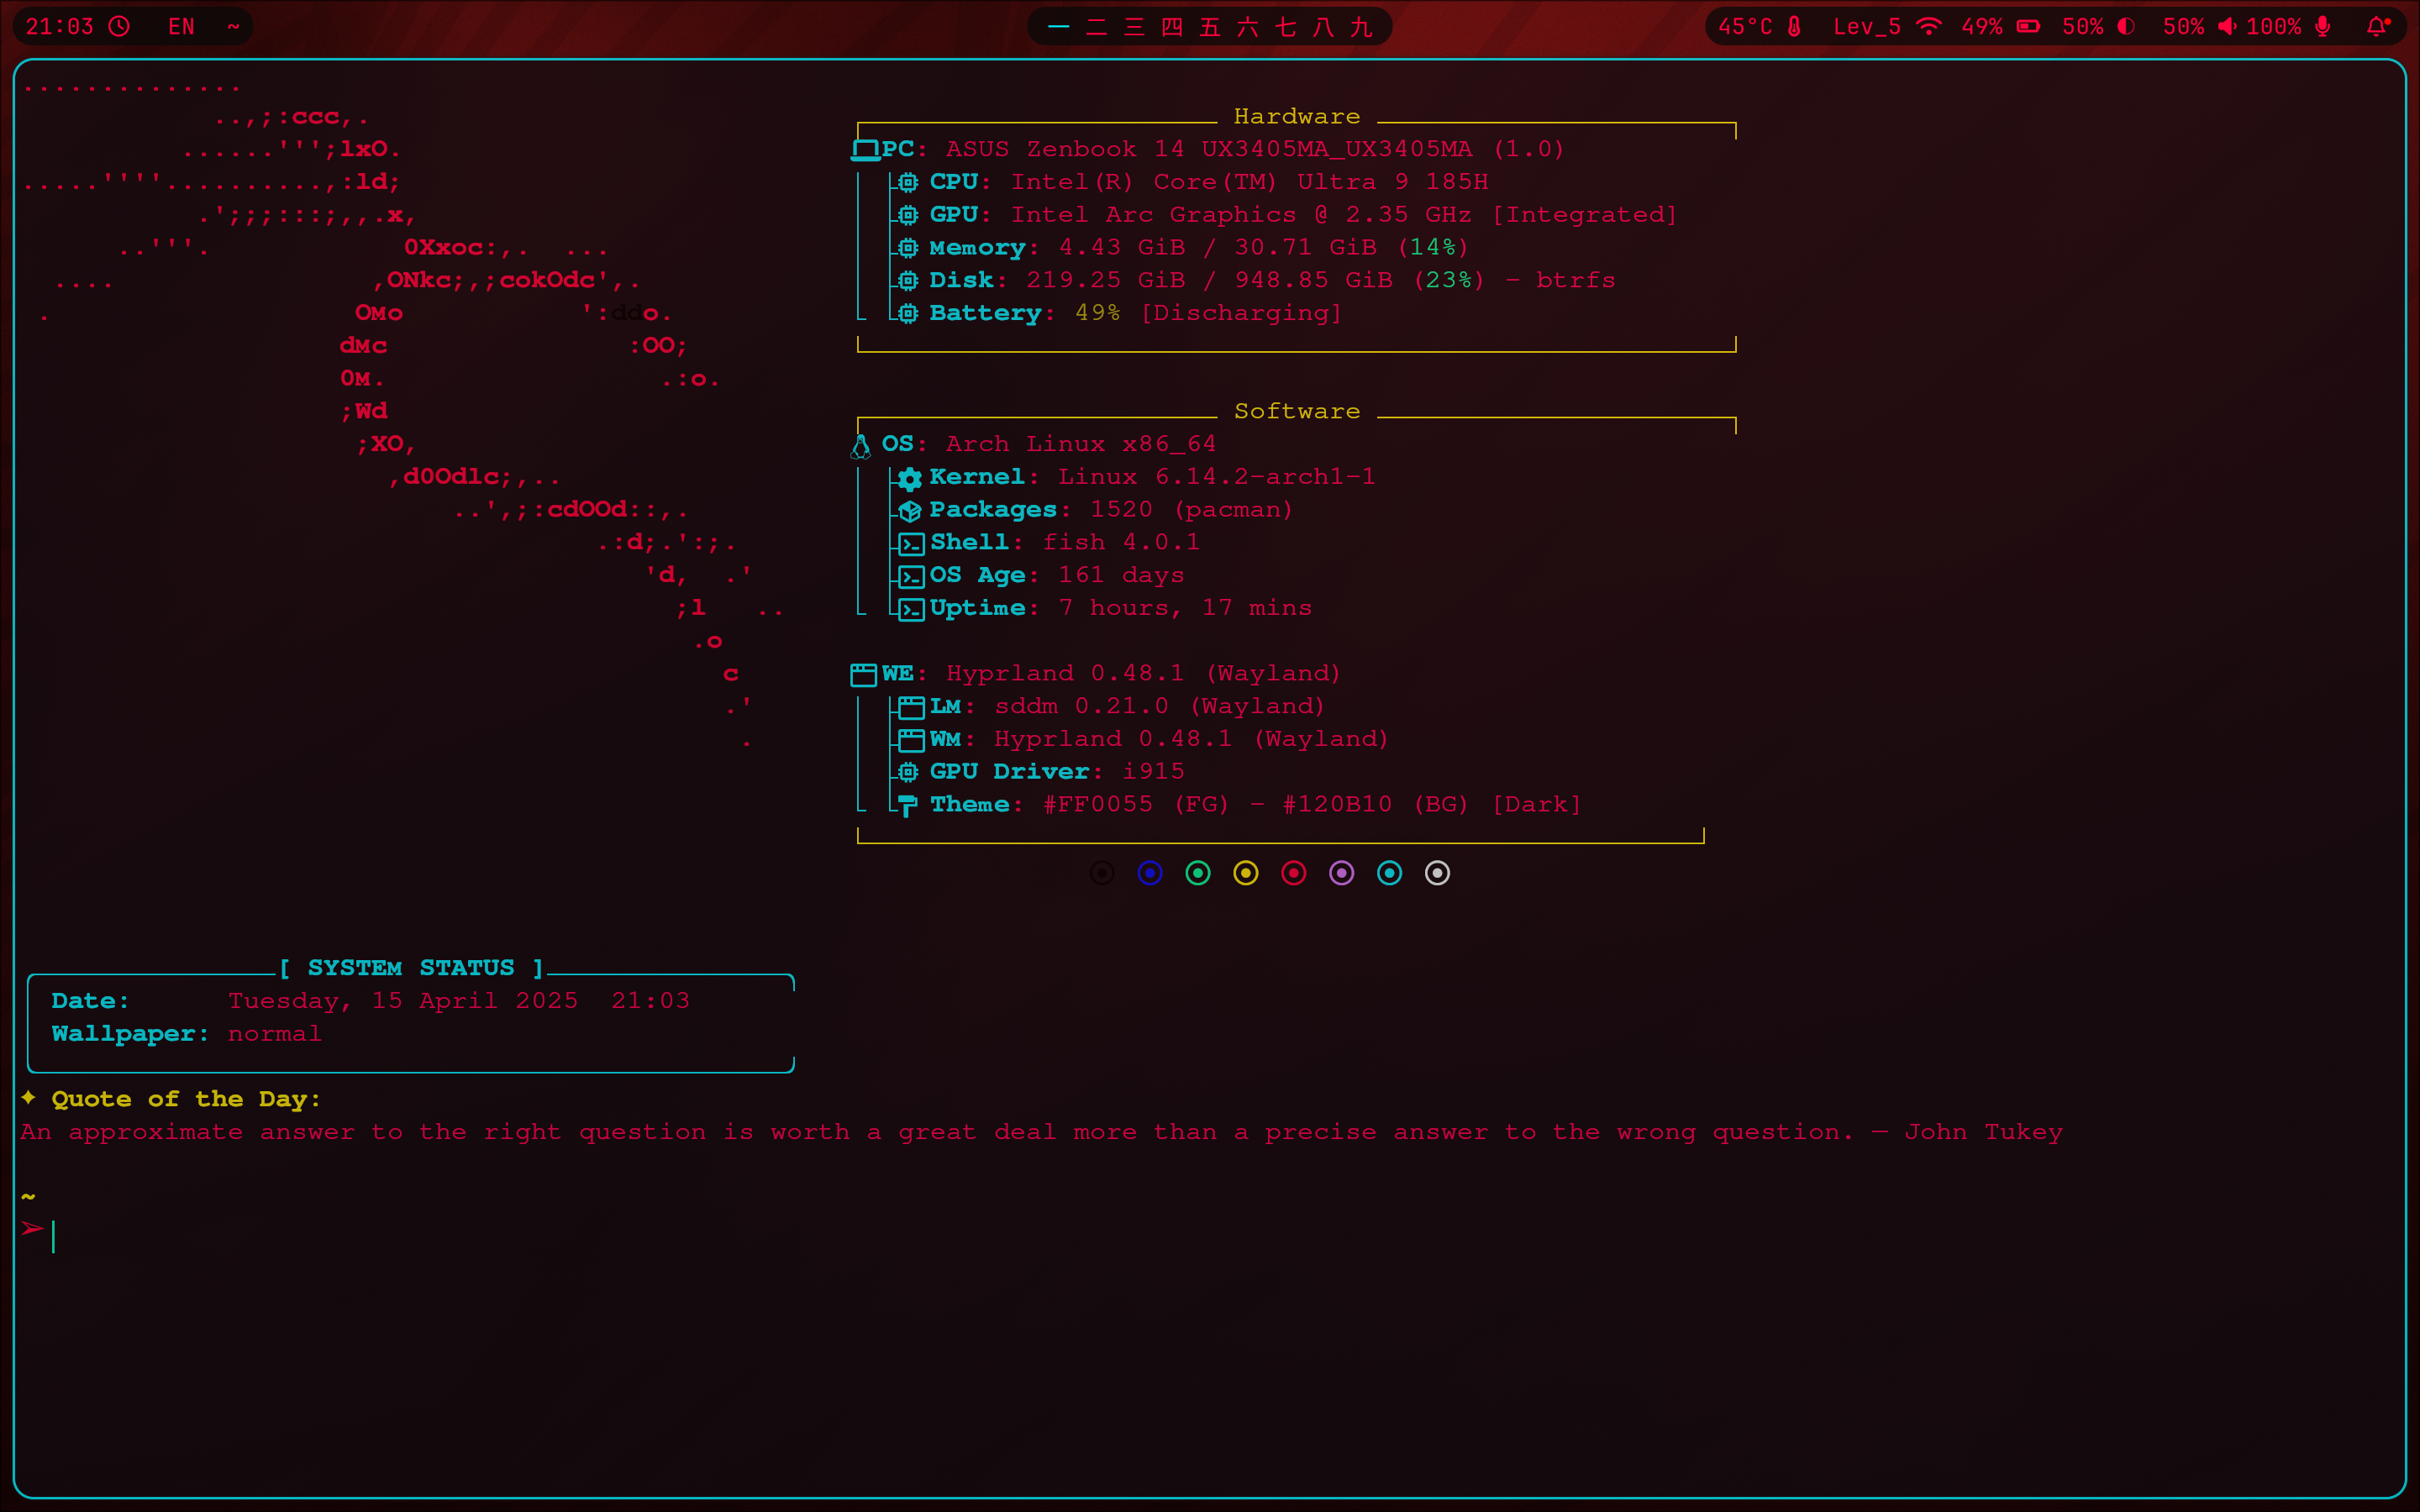 21:03 EN ~
一 二 三 四 五 六 七 八 九
45°C Lev_5 49% 50% 50% 100%
..............
..,;:ccc,.
......''';lxO.
.....''''..........,:ld;
.';;;:::;,,.x,
..'''. 0Xxoc:,. ...
.... ,ONkc;,;cokOdc',.
. OMo ':ddo.
dMc :OO;
0M. .:o.
;Wd
;XO,
,d0Odlc;,..
..',;:cdOOd::,.
.:d;.':;.
'd, .'
;l ..
.o
c
.'
.
Hardware
PC: ASUS Zenbook 14 UX3405MA_UX3405MA (1.0)
CPU: Intel(R) Core(TM) Ultra 9 185H
GPU: Intel Arc Graphics @ 2.35 GHz [Integrated]
Memory: 4.43 GiB / 30.71 GiB (14%)
Disk: 219.25 GiB / 948.85 GiB (23%) - btrfs
Battery: 49% [Discharging]
Software
OS: Arch Linux x86_64
Kernel: Linux 6.14.2-arch1-1
Packages: 1520 (pacman)
Shell: fish 4.0.1
OS Age: 161 days
Uptime: 7 hours, 17 mins
WE: Hyprland 0.48.1 (Wayland)
LM: sddm 0.21.0 (Wayland)
WM: Hyprland 0.48.1 (Wayland)
GPU Driver: i915
Theme: #FF0055 (FG) - #120B10 (BG) [Dark]
[ SYSTEM STATUS ]
Date: Tuesday, 15 April 2025 21:03
Wallpaper: normal
✦ Quote of the Day:
An approximate answer to the right question is worth a great deal more than a precise answer to the wrong question. — John Tukey
~
➢